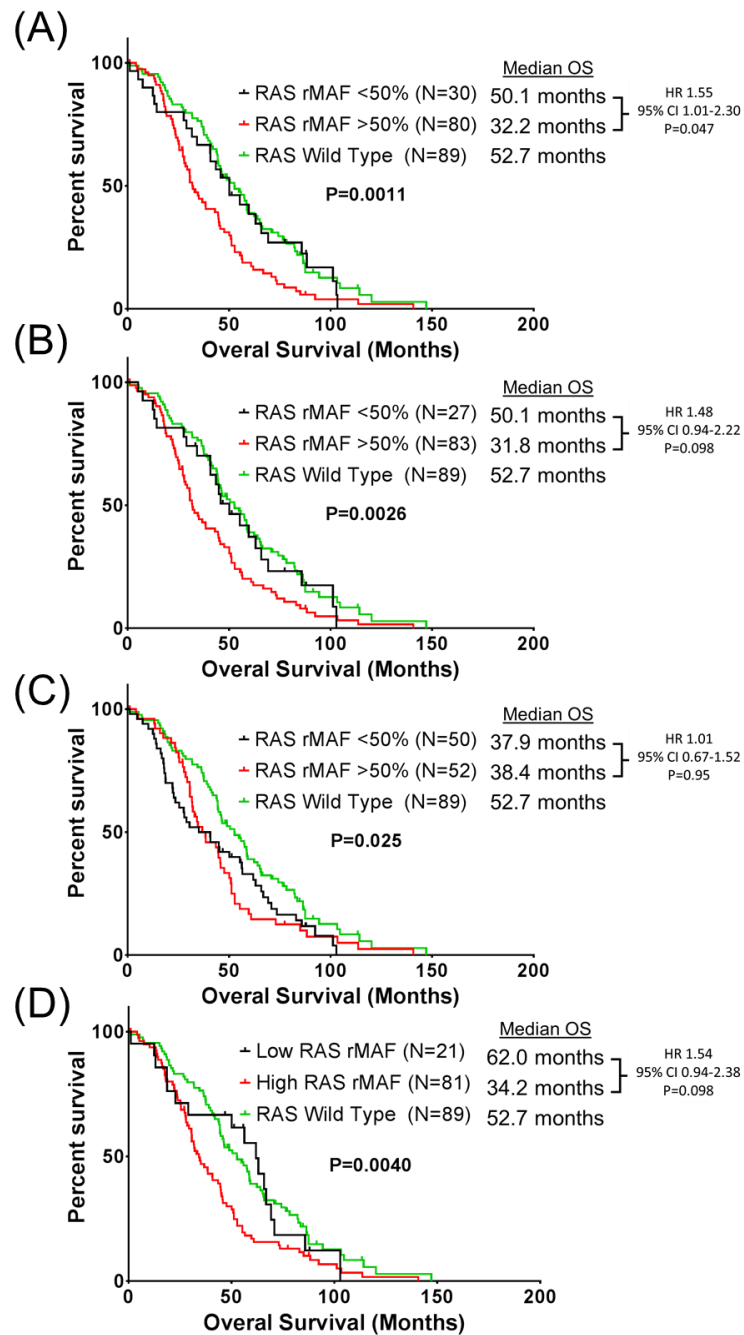 (A)
Percent survival
100
50
0
0
50
100
150
200
Overal Survival (Months)
Median OS
RAS rMAF <50% (N=30) 50.1 months
RAS rMAF >50% (N=80) 32.2 months
RAS Wild Type (N=89) 52.7 months
HR 1.55
95% CI 1.01-2.30
P=0.047
P=0.0011
(B)
Percent survival
100
50
0
0
50
100
150
200
Overal Survival (Months)
Median OS
RAS rMAF <50% (N=27) 50.1 months
RAS rMAF >50% (N=83) 31.8 months
RAS Wild Type (N=89) 52.7 months
HR 1.48
95% CI 0.94-2.22
P=0.098
P=0.0026
(C)
Percent survival
100
50
0
0
50
100
150
200
Overal Survival (Months)
Median OS
RAS rMAF <50% (N=50) 37.9 months
RAS rMAF >50% (N=52) 38.4 months
RAS Wild Type (N=89) 52.7 months
HR 1.01
95% CI 0.67-1.52
P=0.95
P=0.025
(D)
Percent survival
100
50
0
0
50
100
150
200
Overal Survival (Months)
Median OS
Low RAS rMAF (N=21) 62.0 months
High RAS rMAF (N=81) 34.2 months
RAS Wild Type (N=89) 52.7 months
HR 1.54
95% CI 0.94-2.38
P=0.098
P=0.0040